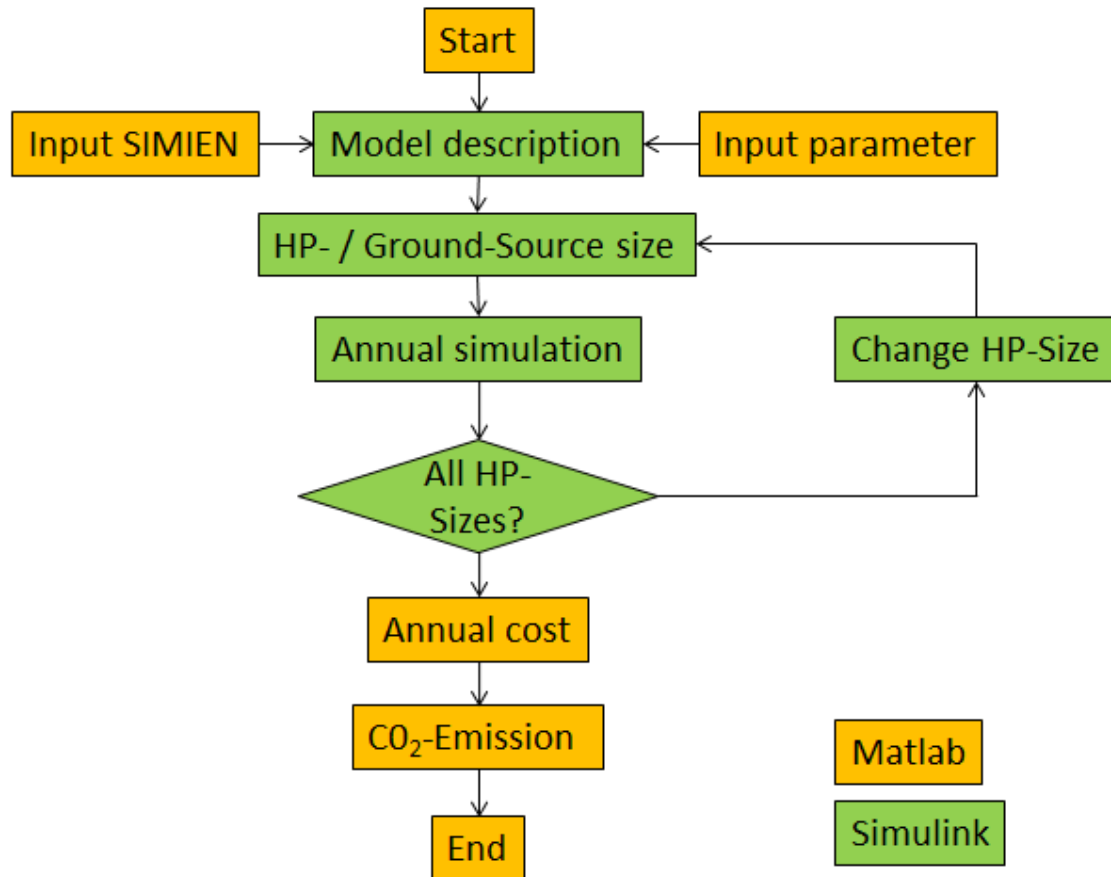 Start
Input SIMIEN
Model description
Input parameter
HP- / Ground-Source size
Annual simulation
Change HP-Size
All HP-
Sizes?
Annual cost
C0₂-Emission
Matlab
Simulink
End